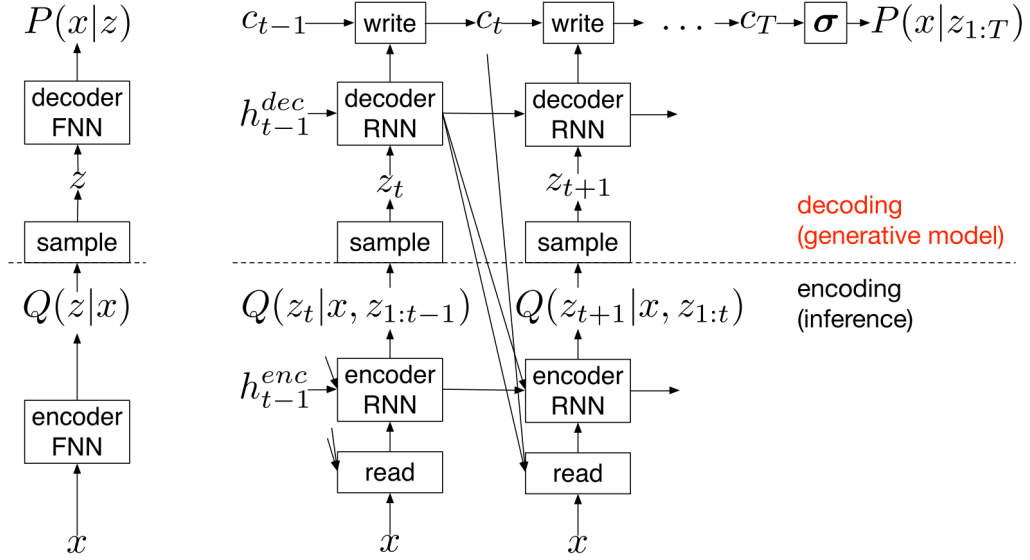 P(x|z)
decoder
FNN
z
sample
Q(z|x)
encoder
FNN
x
c_{t-1} write c_t write … c_T σ P(x|z_{1:T})
h_{t-1}^{dec}
decoder
RNN
decoder
RNN
z_t z_{t+1}
sample sample
decoding
(generative model)
Q(z_t|x, z_{1:t-1}) Q(z_{t+1}|x, z_{1:t})
encoding
(inference)
h_{t-1}^{enc}
encoder
RNN
encoder
RNN
read read
x x